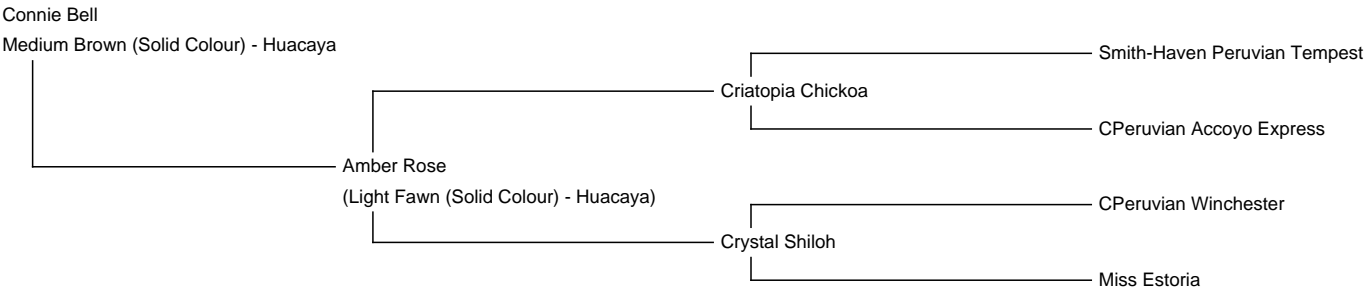 Connie Bell
Medium Brown (Solid Colour) - Huacaya
Smith-Haven Peruvian Tempest
Criatopia Chickoa
CPeruvian Accoyo Express
Amber Rose
(Light Fawn (Solid Colour) - Huacaya)
CPeruvian Winchester
Crystal Shiloh
Miss Estoria